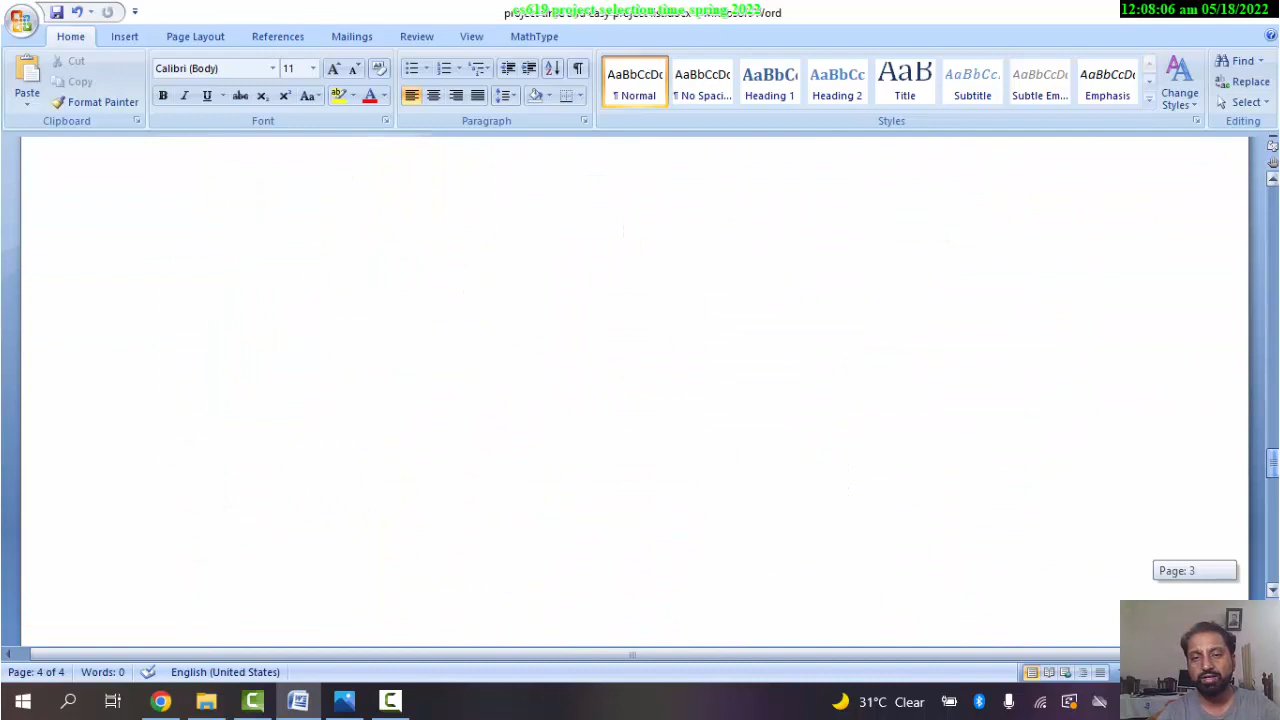 cs619 project selection time spring 2022
12:08:06 am 05/18/2022
Word
Home
Insert
Page Layout
References
Mailings
Review
View
MathType
Paste
Cut
Copy
Format Painter
Clipboard
Calibri (Body)
11
Font
Paragraph
AaBbCcDc
¶ Normal
AaBbCcDc
¶ No Spaci...
AaBbC
Heading 1
AaBbCc
Heading 2
AaB
Title
AaBbCc.
Subtitle
AaBbCcDc
Subtle Em...
AaBbCcDc
Emphasis
Change
Styles
Styles
Find
Replace
Select
Editing
Page: 3
Page: 4 of 4
Words: 0
English (United States)
31°C Clear